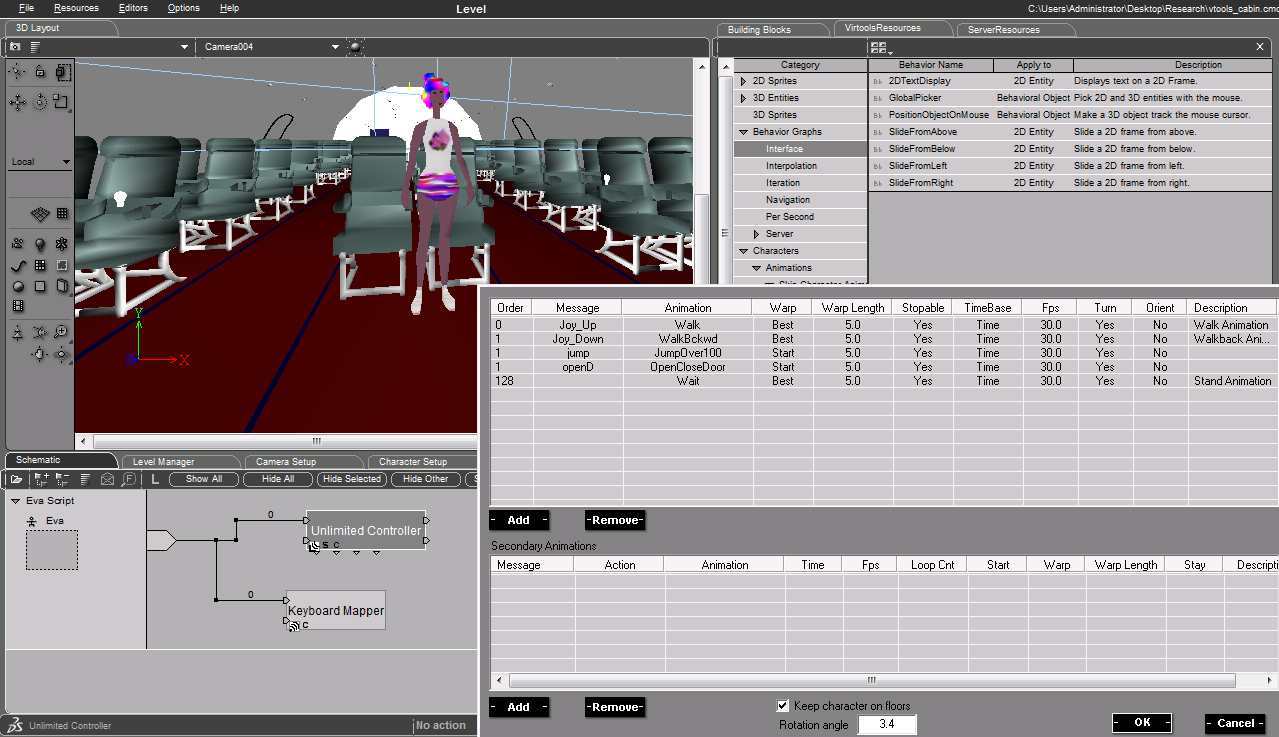 File Resources Editors Options Help Level C:\Users\Administrator\Desktop\Research\vtools_cabin.cmo
3D Layout Building Blocks VirtoolsResources ServerResources
Camera004 X
Category Behavior Name Apply to Description
2D Sprites 2DTextDisplay 2D Entity Displays text on a 2D Frame.
3D Entities GlobalPicker Behavioral Object Pick 2D and 3D entities with the mouse.
3D Sprites PositionObjectOnMouse Behavioral Object Make a 3D object track the mouse cursor.
Behavior Graphs SlideFromAbove 2D Entity Slide a 2D frame from above.
Interface SlideFromBelow 2D Entity Slide a 2D frame from below.
Local Interpolation SlideFromLeft 2D Entity Slide a 2D frame from left.
Iteration SlideFromRight 2D Entity Slide a 2D frame from right.
Navigation
Per Second
Server
Characters
Animations
Y
X
Order Message Animation Warp Warp Length Stopable TimeBase Fps Turn Orient Description
0 Joy_Up Walk Best 5.0 Yes Time 30.0 Yes No Walk Animation
1 Joy_Down WalkBckwd Best 5.0 Yes Time 30.0 Yes No Walkback Ani...
1 jump JumpOver100 Start 5.0 Yes Time 30.0 Yes No
1 openD OpenCloseDoor Start 5.0 Yes Time 30.0 Yes No
128 Wait Best 5.0 Yes Time 30.0 Yes No Stand Animation
- Add - -Remove-
Secondary Animations
Message Action Animation Time Fps Loop Cnt Start Warp Warp Length Stay Descripti
- Add - -Remove- Keep character on floors
Rotation angle 3.4 - OK - - Cancel -
Schematic Level Manager Camera Setup Character Setup
L Show All Hide All Hide Selected Hide Other S
Eva Script
Eva
0 Unlimited Controller
S C
0 Keyboard Mapper
C
Unlimited Controller No action